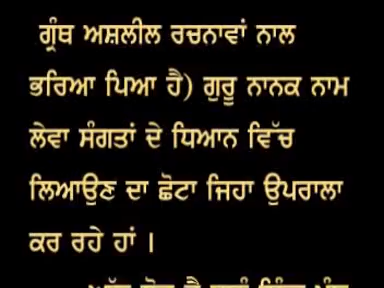 ਗ੍ਰੰਥ ਅਸ਼ਲੀਲ ਰਚਨਾਵਾਂ ਨਾਲ
ਭਰਿਆ ਪਿਆ ਹੈ) ਗੁਰੂ ਨਾਨਕ ਨਾਮ
ਲੇਵਾ ਸੰਗਤਾਂ ਦੇ ਧਿਆਨ ਵਿੱਚ
ਲਿਆਉਣ ਦਾ ਛੋਟਾ ਜਿਹਾ ਉਪਰਾਲਾ
ਕਰ ਰਹੇ ਹਾਂ ।